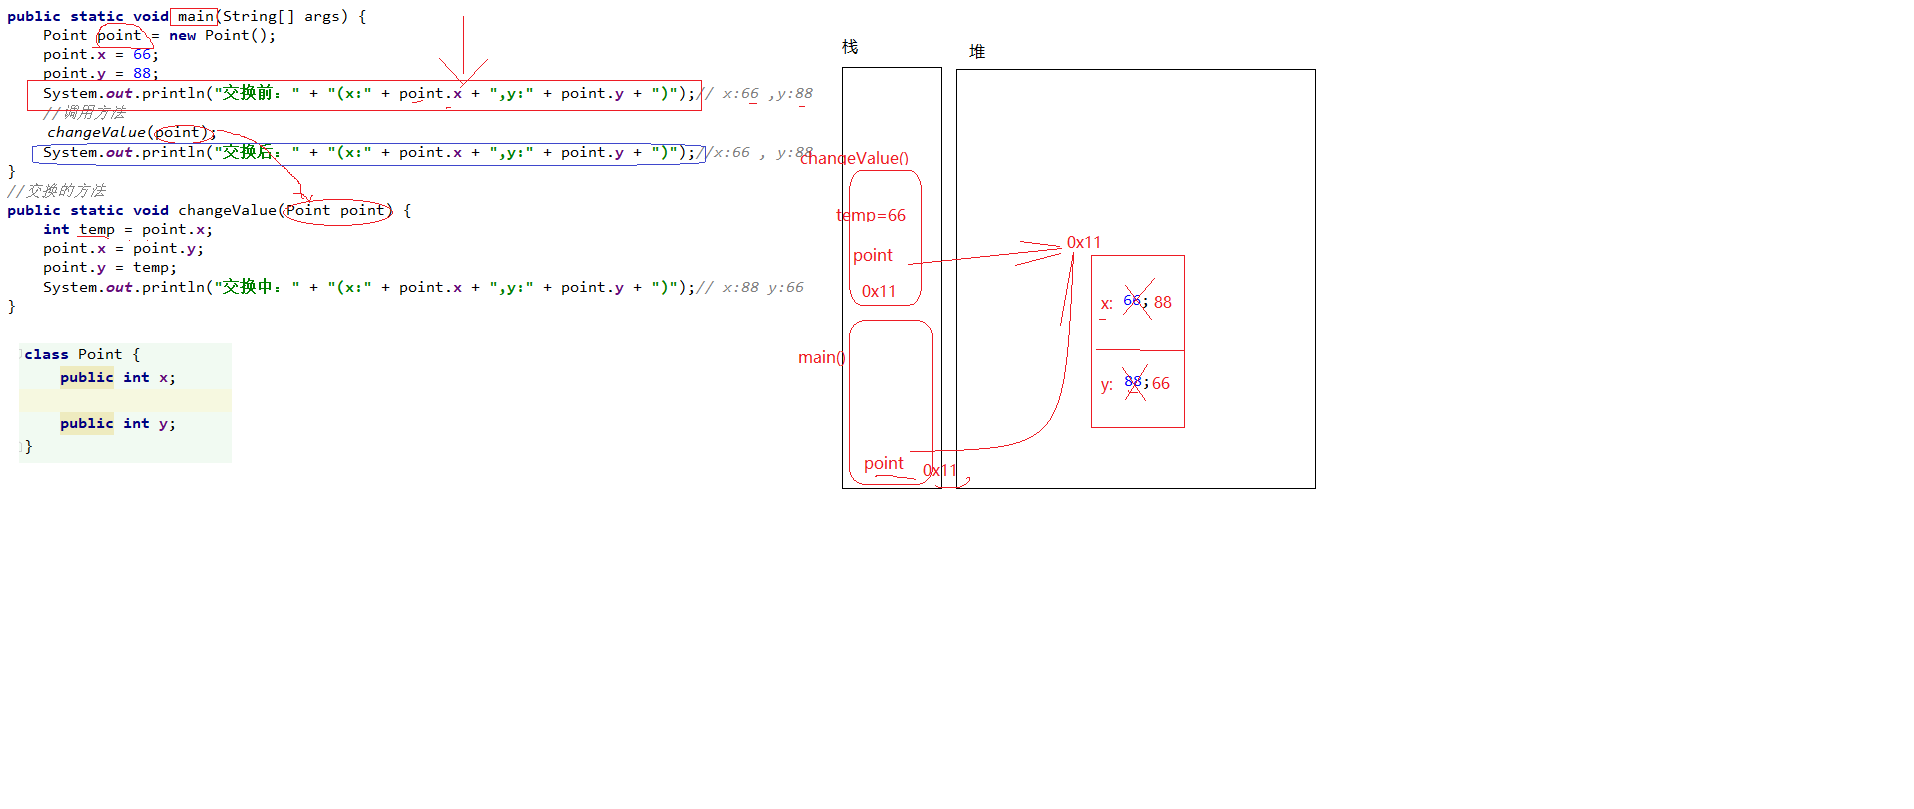 public static void main(String[] args) {
Point point = new Point();
point.x = 66;
point.y = 88;
System.out.println("交换前：" + "(x:" + point.x + ",y:" + point.y + ")");// x:66 ,y:88
//调用方法
changeValue(point);
System.out.println("交换后：" + "(x:" + point.x + ",y:" + point.y + ")");//x:66 , y:88
}
//交换的方法
public static void changeValue(Point point) {
int temp = point.x;
point.x = point.y;
point.y = temp;
System.out.println("交换中：" + "(x:" + point.x + ",y:" + point.y + ")");// x:88 y:66
}
class Point {
public int x;
public int y;
}
栈
堆
changeValue()
temp=66
point
0x11
main()
point
0x11
0x11
x: 66; 88
y: 88;66